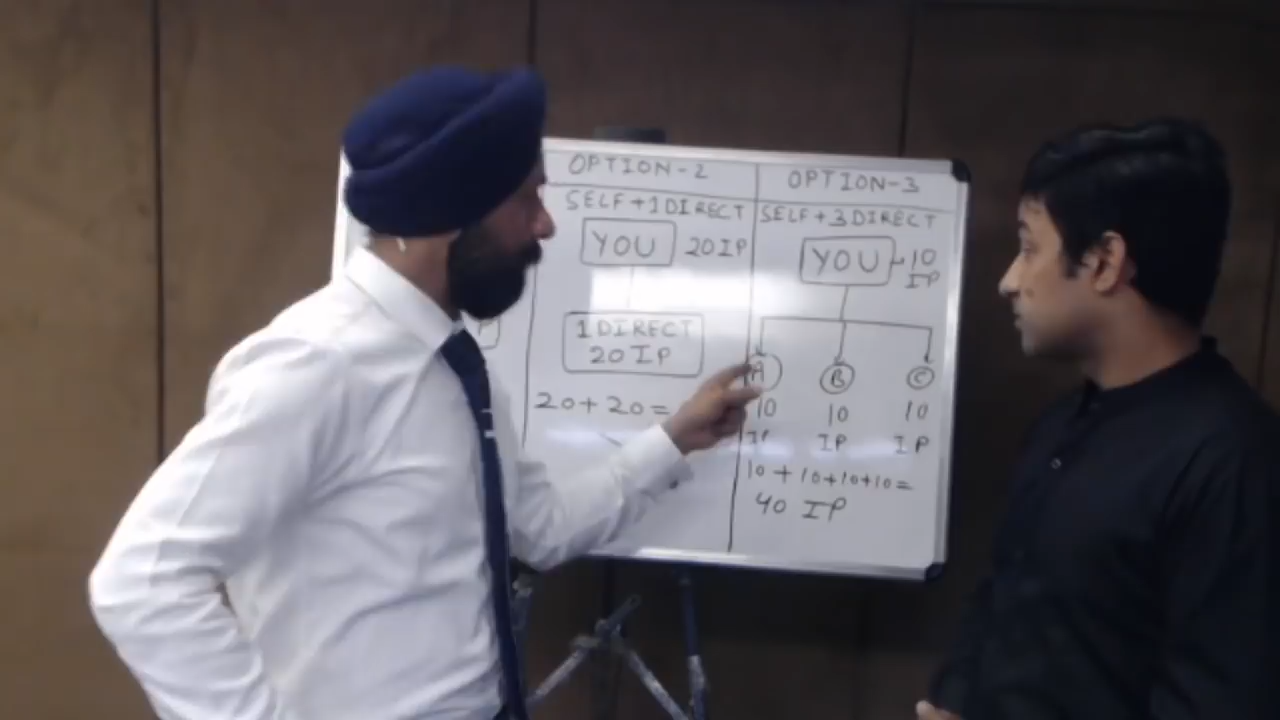 OPTION-2
SELF+1DIRECT
YOU 20IP
1DIRECT
20IP
20+20=
OPTION-3
SELF+3DIRECT
YOU 10
IP
A B C
10 10 10
IP IP IP
10+10+10+10=
40 IP